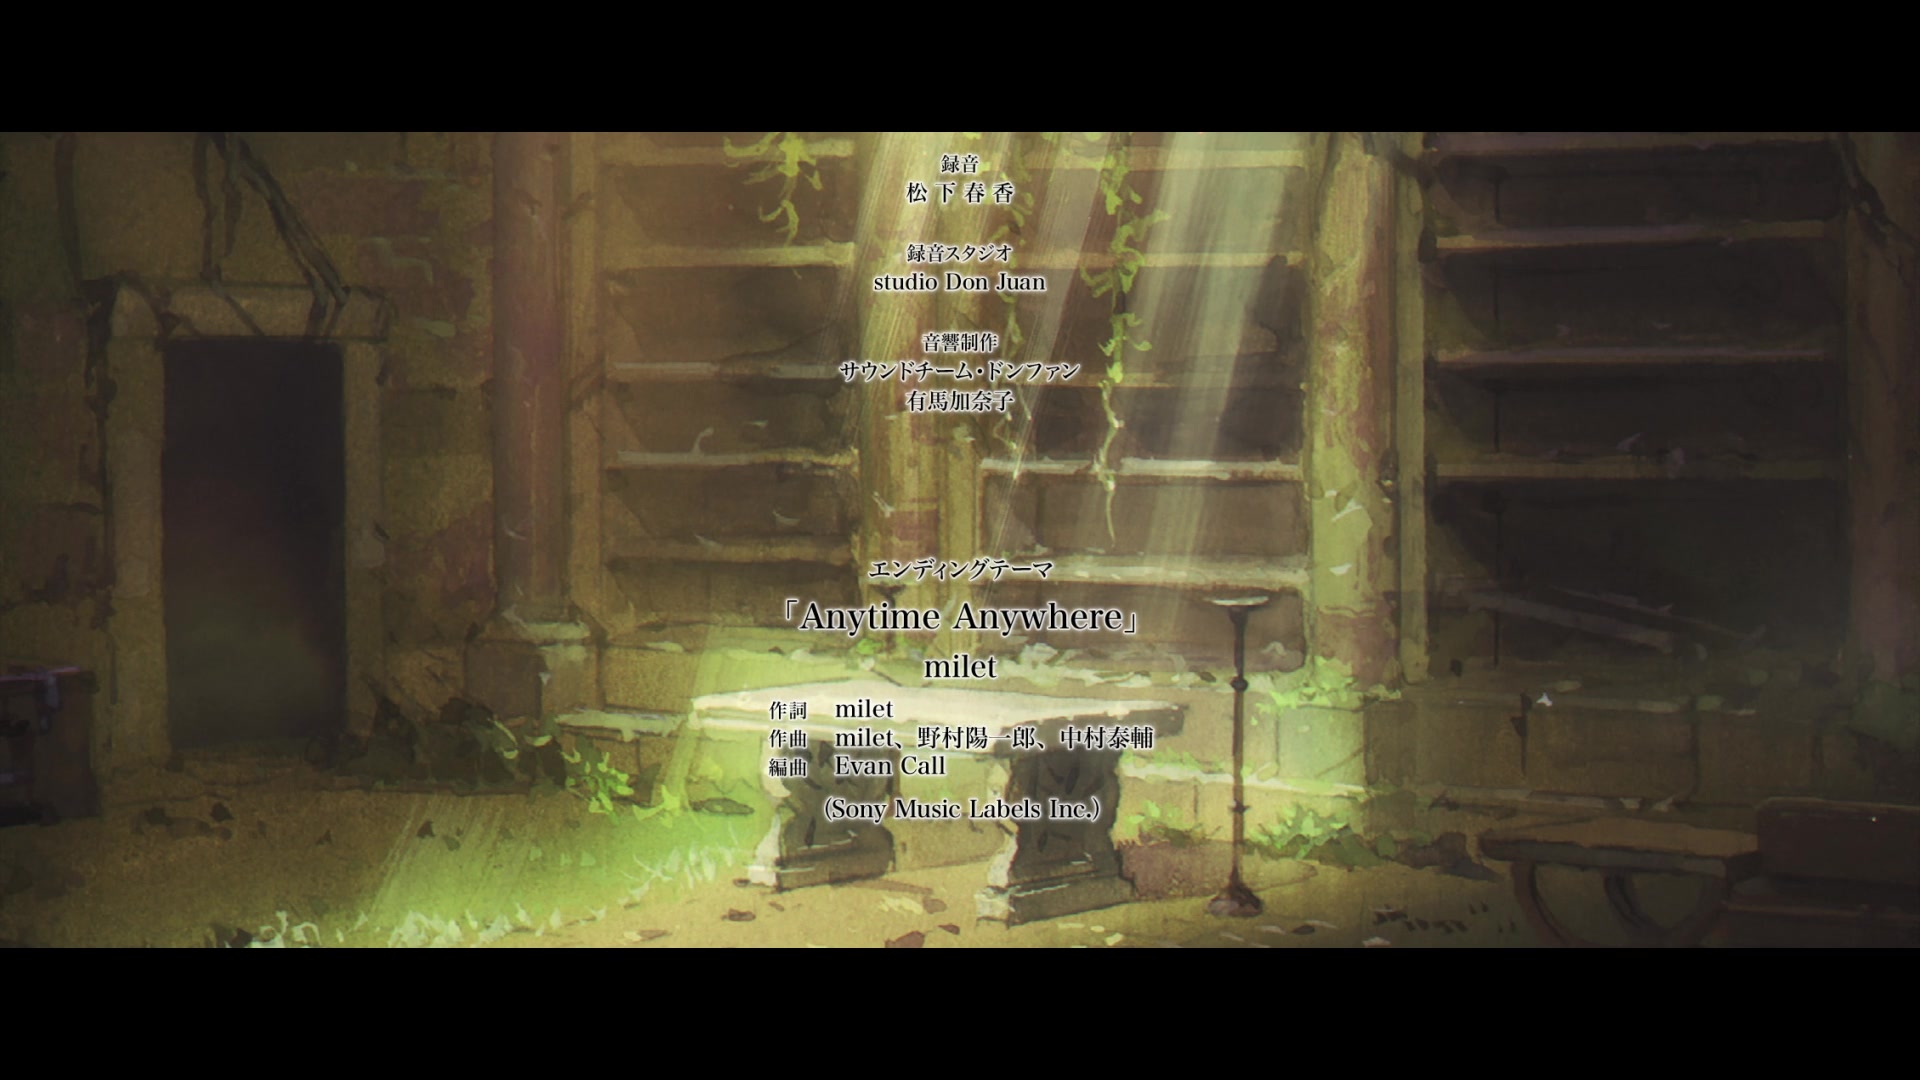 録音
松下春香
録音スタジオ
studio Don Juan
音響制作
サウンドチーム・ドンファン
有馬加奈子
エンディングテーマ
「Anytime Anywhere」
milet
作詞 milet
作曲 milet、野村陽一郎、中村泰輔
編曲 Evan Call
(Sony Music Labels Inc.)